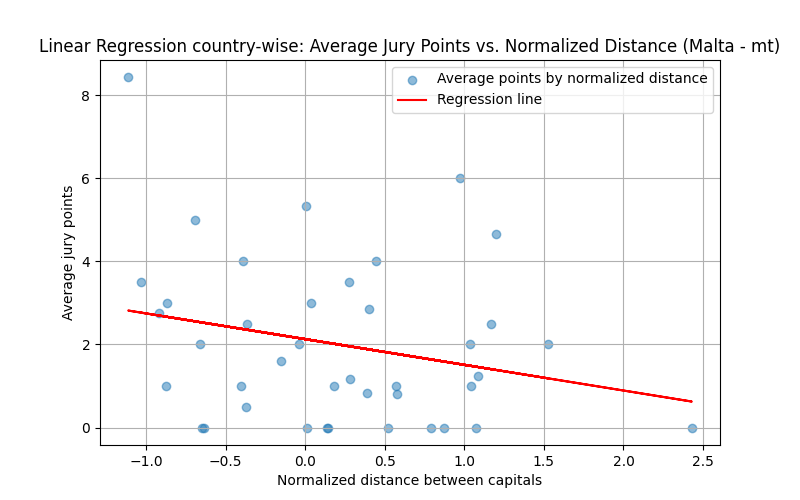 Linear Regression country-wise: Average Jury Points vs. Normalized Distance (Malta - mt)
Average points by normalized distance
Regression line
Average jury points
8
6
4
2
0
−1.0 −0.5 0.0 0.5 1.0 1.5 2.0 2.5
Normalized distance between capitals